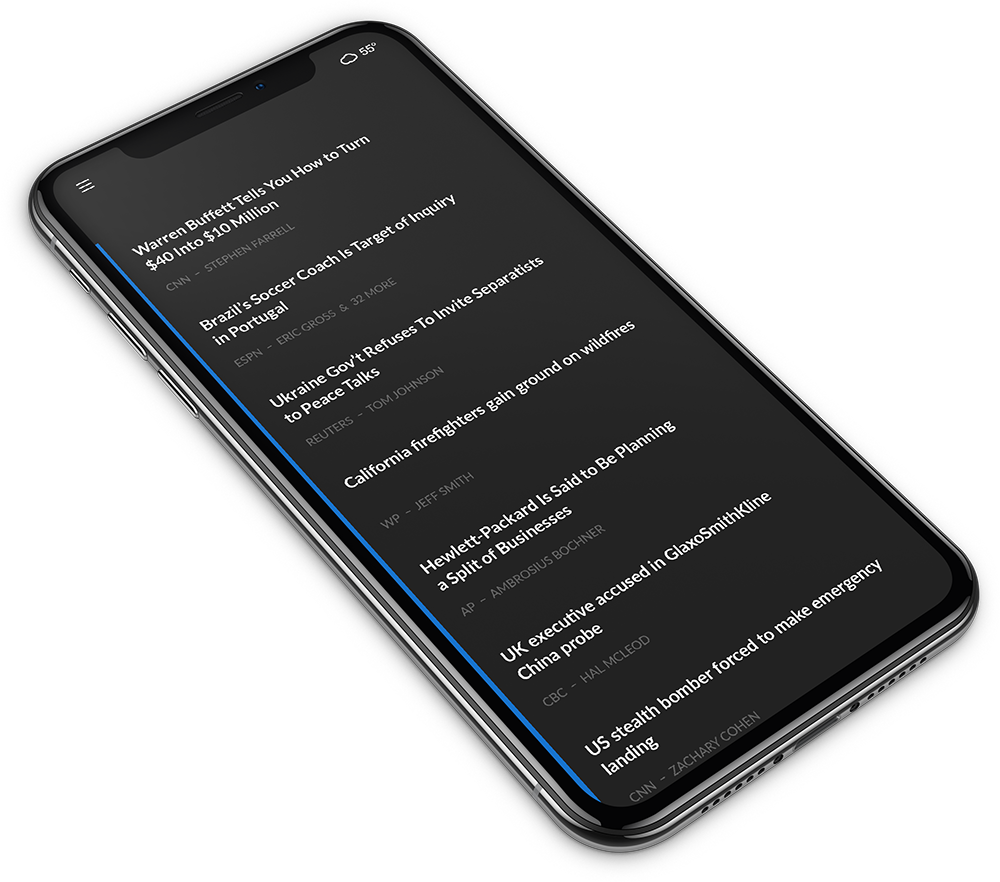 55°
Warren Buffett Tells You How to Turn
$40 Into $10 Million
CNN – STEPHEN FARRELL
Brazil's Soccer Coach Is Target of Inquiry
in Portugal
ESPN – ERIC GROSS & 32 MORE
Ukraine Gov't Refuses To Invite Separatists
to Peace Talks
REUTERS – TOM JOHNSON
California firefighters gain ground on wildfires
WP – JEFF SMITH
Hewlett-Packard Is Said to Be Planning
a Split of Businesses
AP – AMBROSIUS BOCHNER
UK executive accused in GlaxoSmithKline
China probe
CBC – HAL MCLEOD
US stealth bomber forced to make emergency
landing
CNN – ZACHARY COHEN